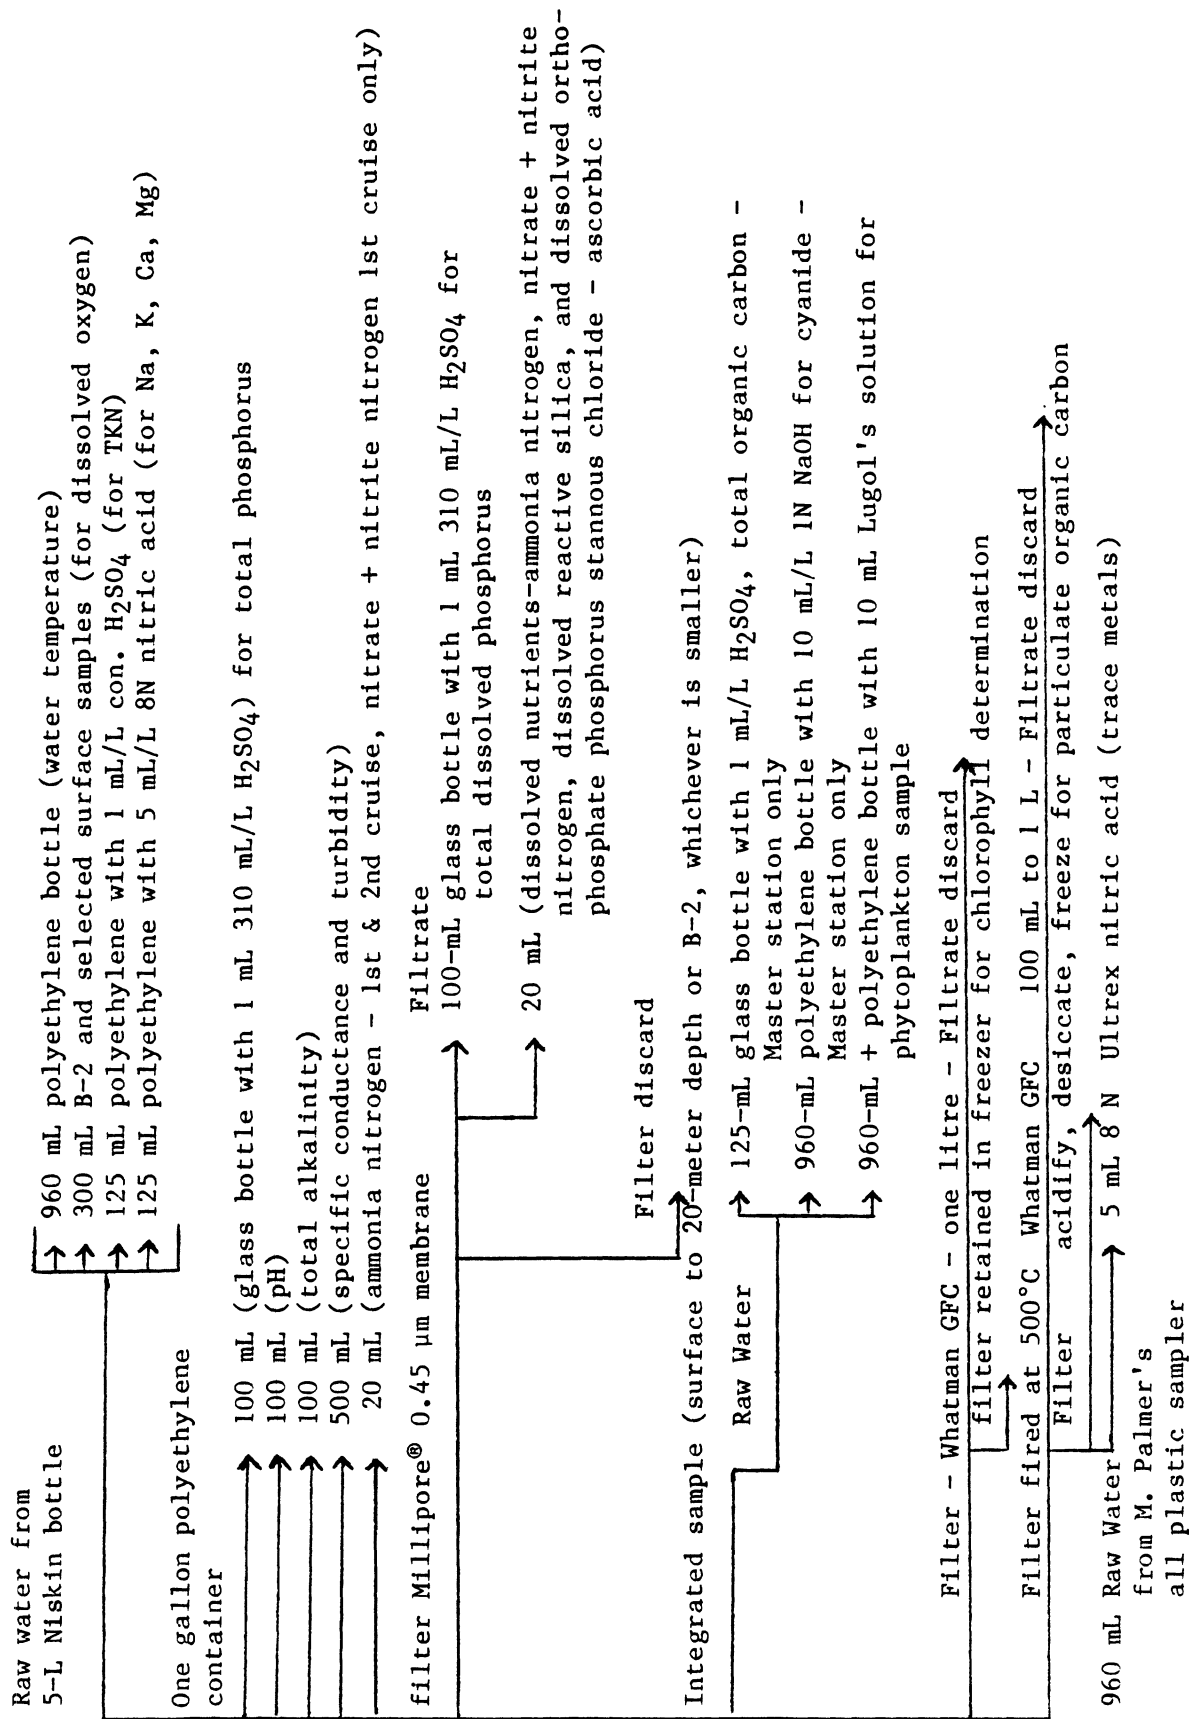 Raw water from
5-L Niskin bottle
960 mL polyethylene bottle (water temperature)
300 mL B-2 and selected surface samples (for dissolved oxygen)
125 mL polyethylene with 1 mL/L con. H2SO4 (for TKN)
125 mL polyethylene with 5 mL/L 8N nitric acid (for Na, K, Ca, Mg)
One gallon polyethylene
container
100 mL (glass bottle with 1 mL 310 mL/L H2SO4) for total phosphorus
100 mL (pH)
100 mL (total alkalinity)
500 mL (specific conductance and turbidity)
20 mL (ammonia nitrogen - 1st & 2nd cruise, nitrate + nitrite nitrogen 1st cruise only)
filter Millipore® 0.45 μm membrane
Filtrate
100-mL glass bottle with 1 mL 310 mL/L H2SO4 for
total dissolved phosphorus
20 mL (dissolved nutrients-ammonia nitrogen, nitrate + nitrite
nitrogen, dissolved reactive silica, and dissolved ortho-
phosphate phosphorus stannous chloride - ascorbic acid)
Filter discard
Integrated sample (surface to 20-meter depth or B-2, whichever is smaller)
Raw Water
125-mL glass bottle with 1 mL/L H2SO4, total organic carbon -
Master station only
960-mL polyethylene bottle with 10 mL/L 1N NaOH for cyanide -
Master station only
960-mL + polyethylene bottle with 10 mL Lugol's solution for
phytoplankton sample
Filter - Whatman GFC - one litre - Filtrate discard
filter retained in freezer for chlorophyll determination
Filter fired at 500°C Whatman GFC 100 mL to 1 L - Filtrate discard
Filter acidify, desiccate, freeze for particulate organic carbon
960 mL Raw Water 5 mL 8 N Ultrex nitric acid (trace metals)
from M. Palmer's
all plastic sampler